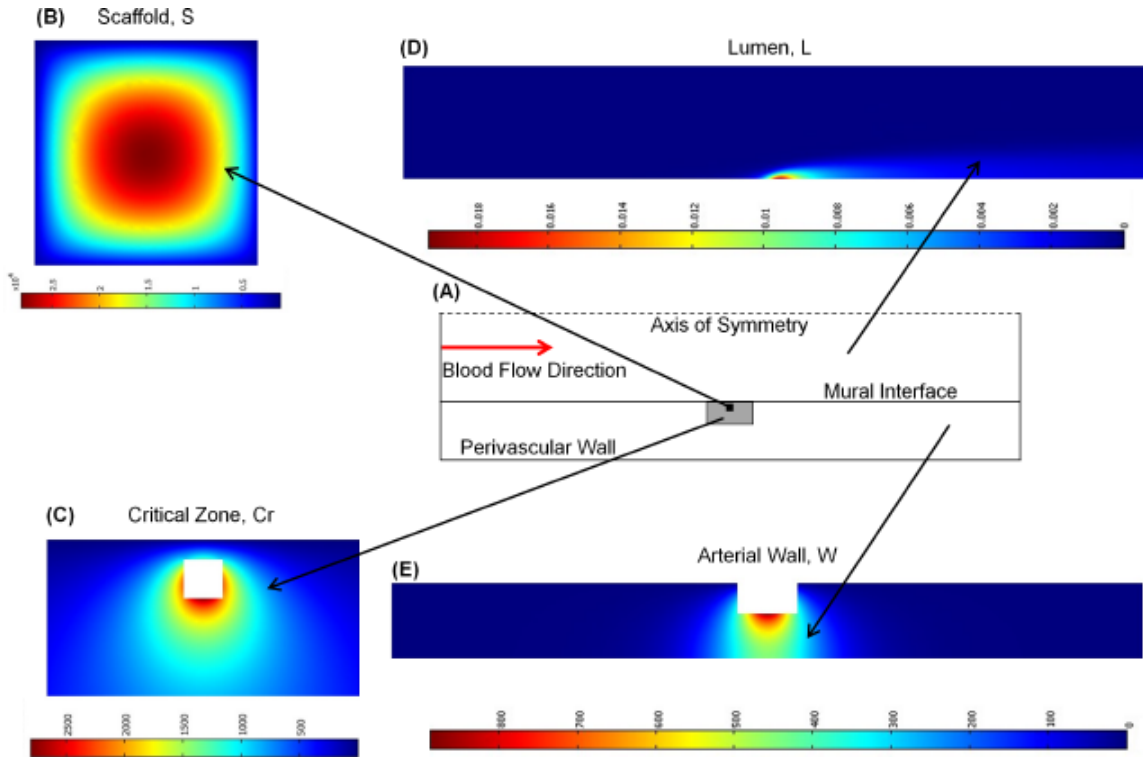 (B) Scaffold, S
×10⁶ 2.5 2 1.5 1 0.5
(D) Lumen, L
0.018 0.016 0.014 0.012 0.01 0.008 0.006 0.004 0.002 0
(A)
Axis of Symmetry
Blood Flow Direction
Mural Interface
Perivascular Wall
(C) Critical Zone, Cr
2500 2000 1500 1000 500
(E) Arterial Wall, W
800 700 600 500 400 300 200 100 0